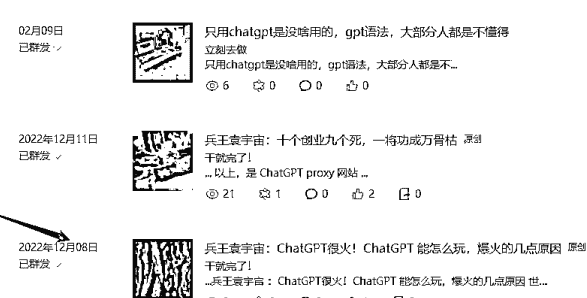 02月09日
已群发
只用chatgpt是没啥用的，gpt语法，大部分人都是不懂得
立刻去做
只用chatgpt是没啥用的，gpt语法，大部分人都是不...
6 0 0 0
2022年12月11日
已群发
兵王袁宇宙：十个创业九个死，一将功成万骨枯 原创
干就完了！
...以上，是 ChatGPT proxy 网站 ...
21 1 0 2 0
2022年12月08日
已群发
兵王袁宇宙：ChatGPT很火！ChatGPT 能怎么玩，爆火的几点原因 原创
干就完了！
...兵王袁宇宙 ：ChatGPT很火！ChatGPT 能怎么玩，爆火的几点原因 世...